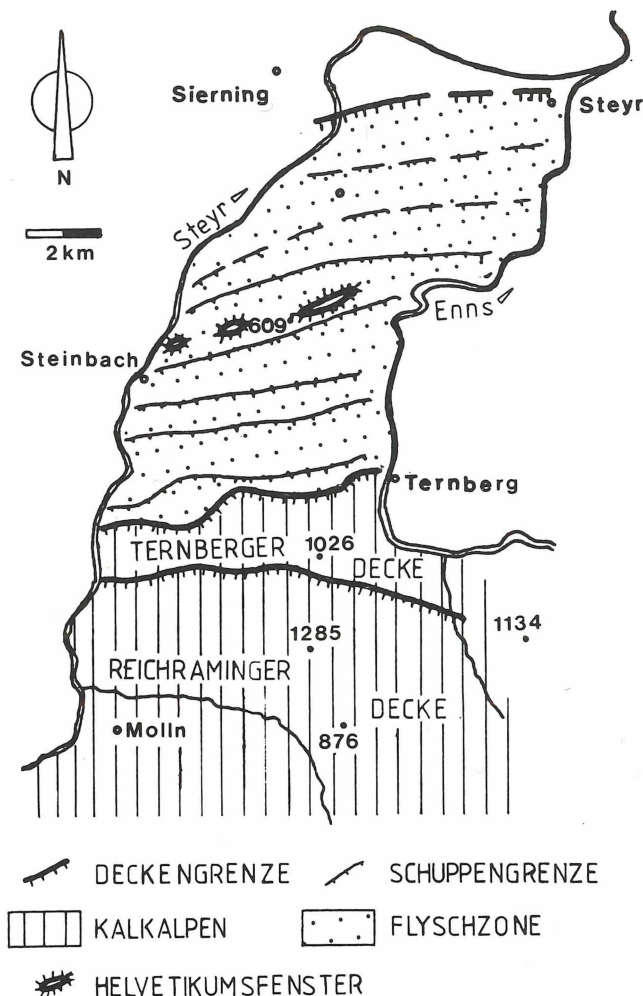 Sierning
Steyr
N
Steyr
2km
Enns
609
Steinbach
Ternberg
TERNBERGER
1026
DECKE
1134
1285
REICHRAMINGER
DECKE
Molln
876
DECKENGRENZE
SCHUPPENGRENZE
KALKALPEN
FLYSCHZONE
HELVETIKUMSFENSTER